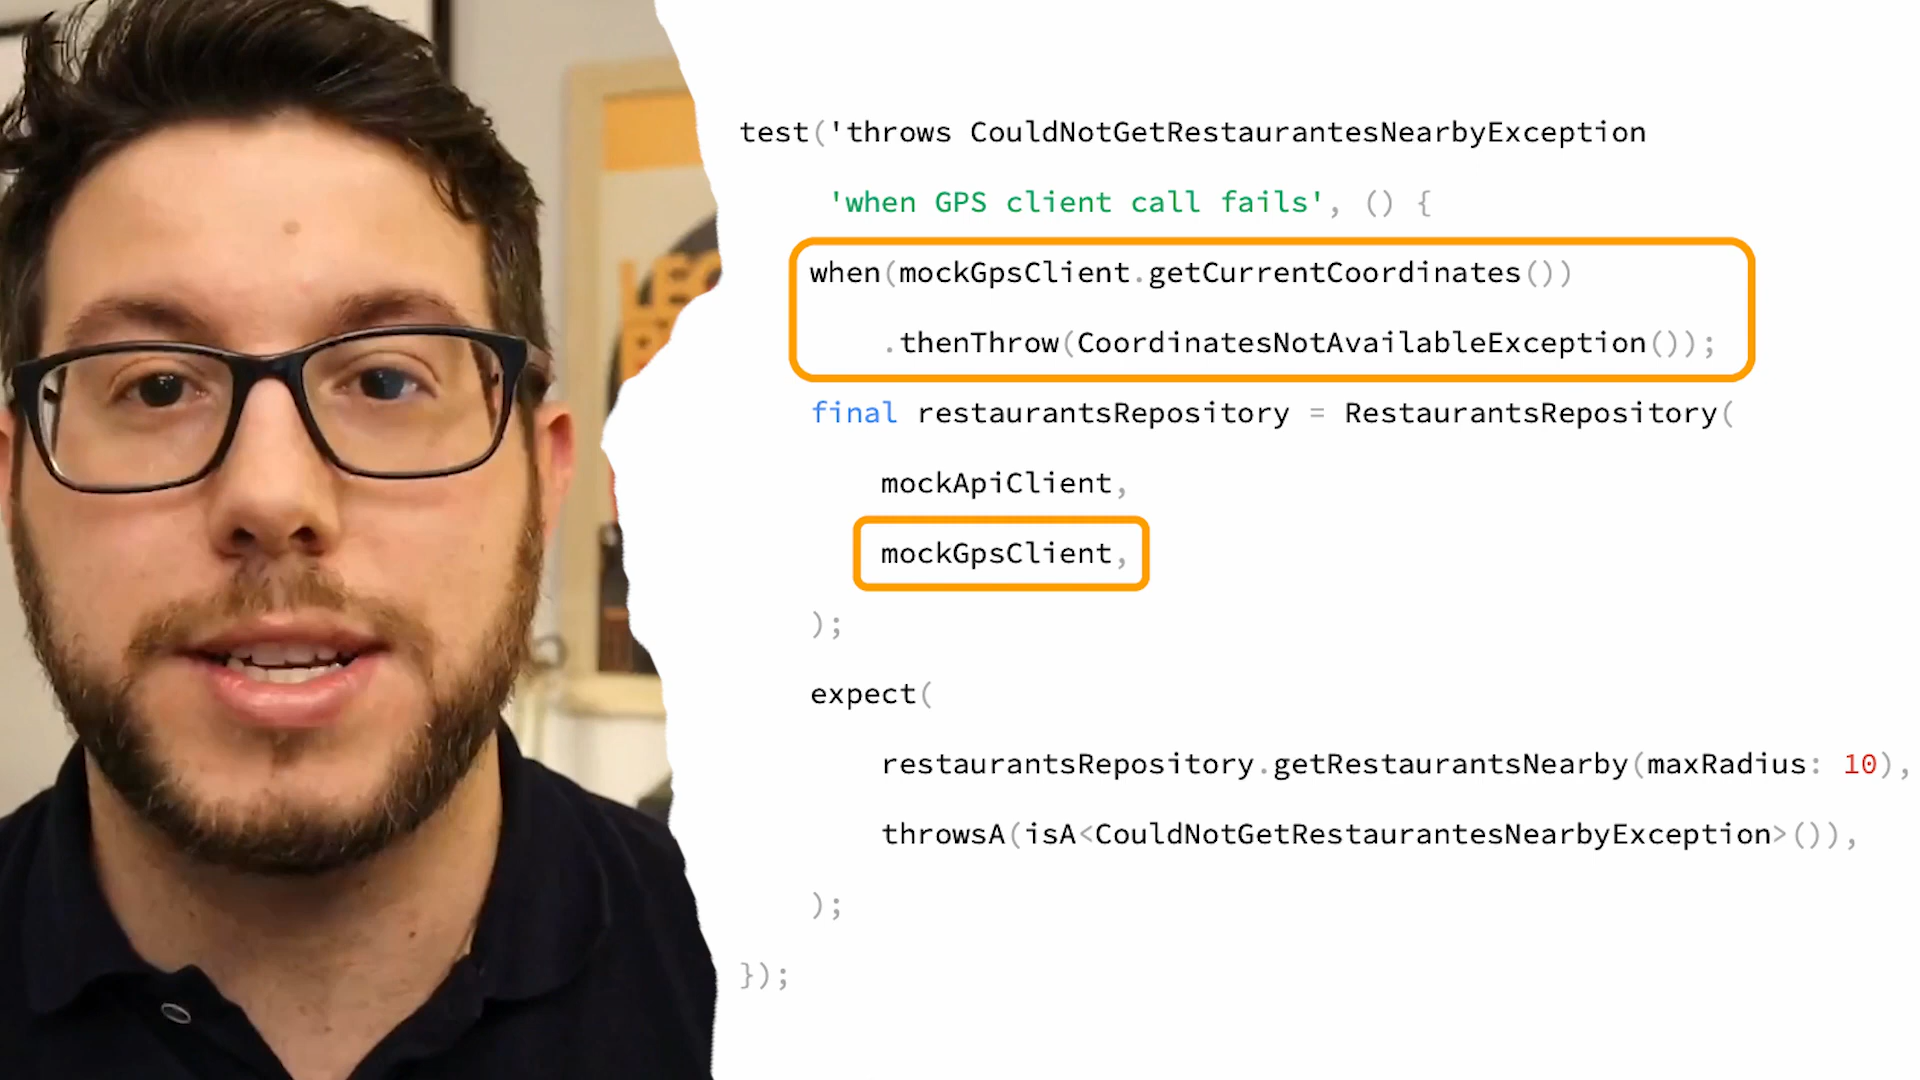 test('throws CouldNotGetRestaurantesNearbyException
'when GPS client call fails', () {
when(mockGpsClient.getCurrentCoordinates())
.thenThrow(CoordinatesNotAvailableException());
final restaurantsRepository = RestaurantsRepository(
mockApiClient,
mockGpsClient,
);
expect(
restaurantsRepository.getRestaurantsNearby(maxRadius: 10),
throwsA(isA<CouldNotGetRestaurantesNearbyException>()),
);
});